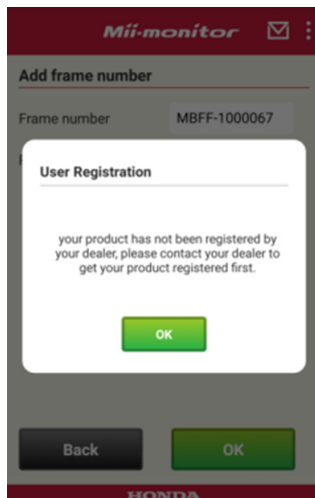 Mii-monitor
Add frame number
Frame number MBFF-1000067
User Registration
your product has not been registered by
your dealer, please contact your dealer to
get your product registered first.
OK
Back OK
HONDA